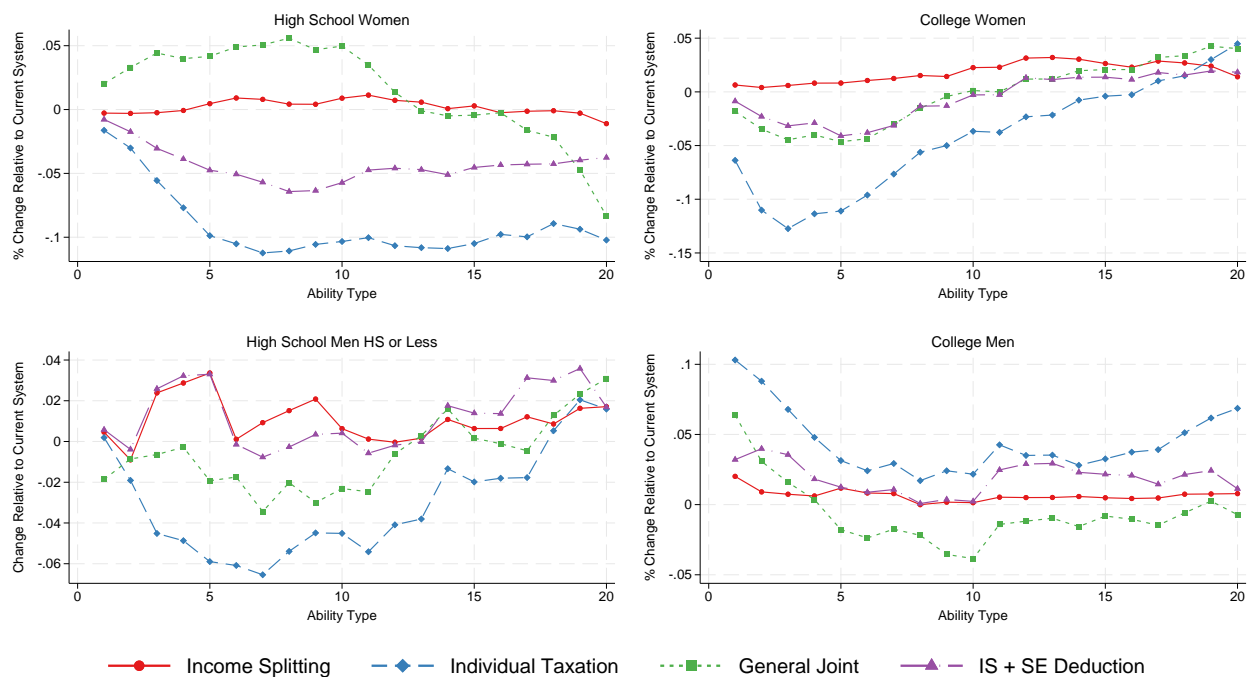 High School Women
% Change Relative to Current System
.05
0
-.05
-.1
0 5 10 15 20
Ability Type
College Women
% Change Relative to Current System
.05
0
-.05
-.1
-.15
0 5 10 15 20
Ability Type
High School Men HS or Less
Change Relative to Current System
.04
.02
0
-.02
-.04
-.06
0 5 10 15 20
Ability Type
College Men
% Change Relative to Current System
.1
.05
0
-.05
0 5 10 15 20
Ability Type
Income Splitting Individual Taxation General Joint IS + SE Deduction